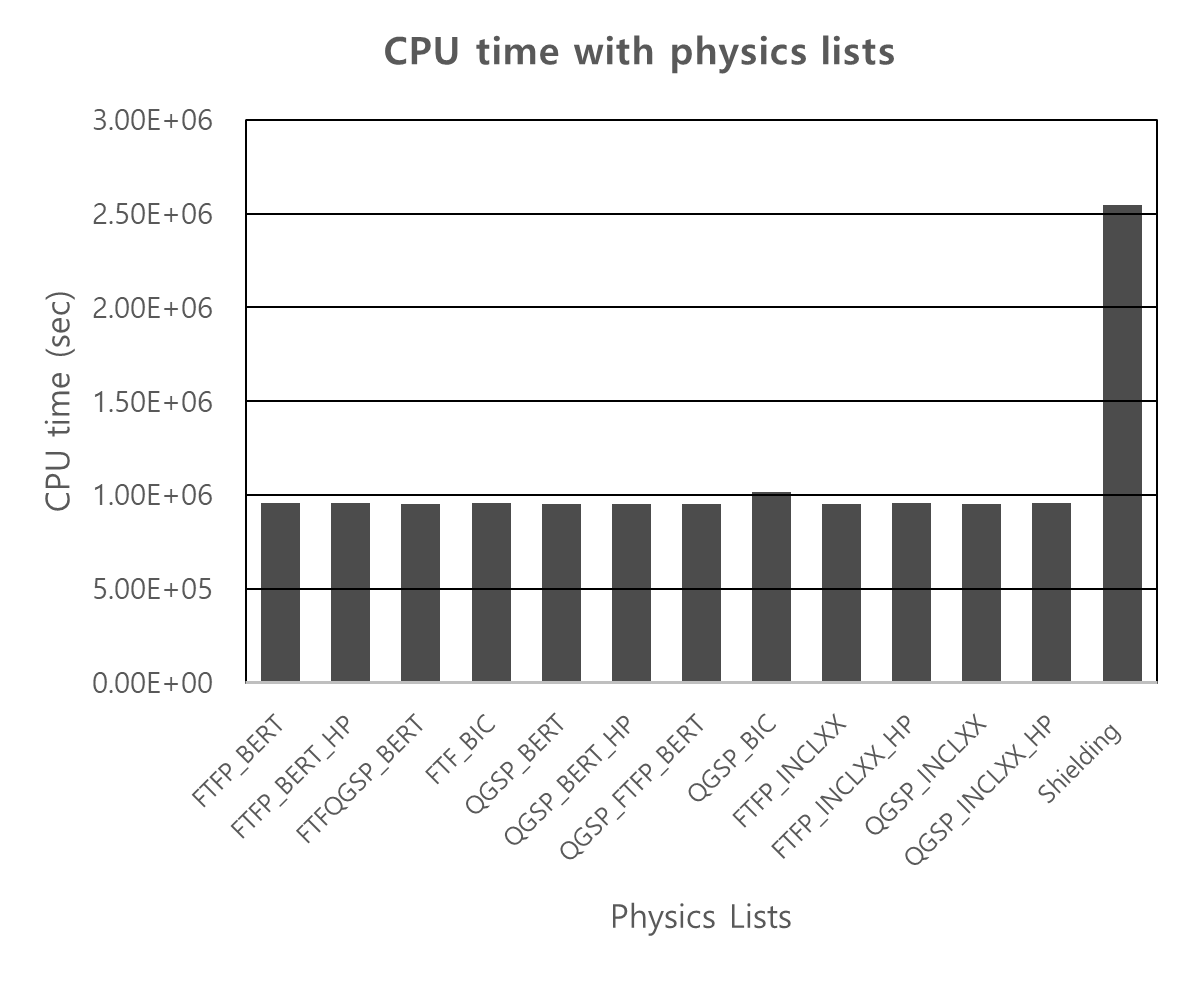 CPU time with physics lists
3.00E+06
2.50E+06
2.00E+06
1.50E+06
1.00E+06
5.00E+05
0.00E+00
CPU time (sec)
FTFP_BERT
FTFP_BERT_HP
FTFQGSP_BERT
FTF_BIC
QGSP_BERT
QGSP_BERT_HP
QGSP_FTFP_BERT
QGSP_BIC
FTFP_INCLXX
FTFP_INCLXX_HP
QGSP_INCLXX
QGSP_INCLXX_HP
Shielding
Physics Lists